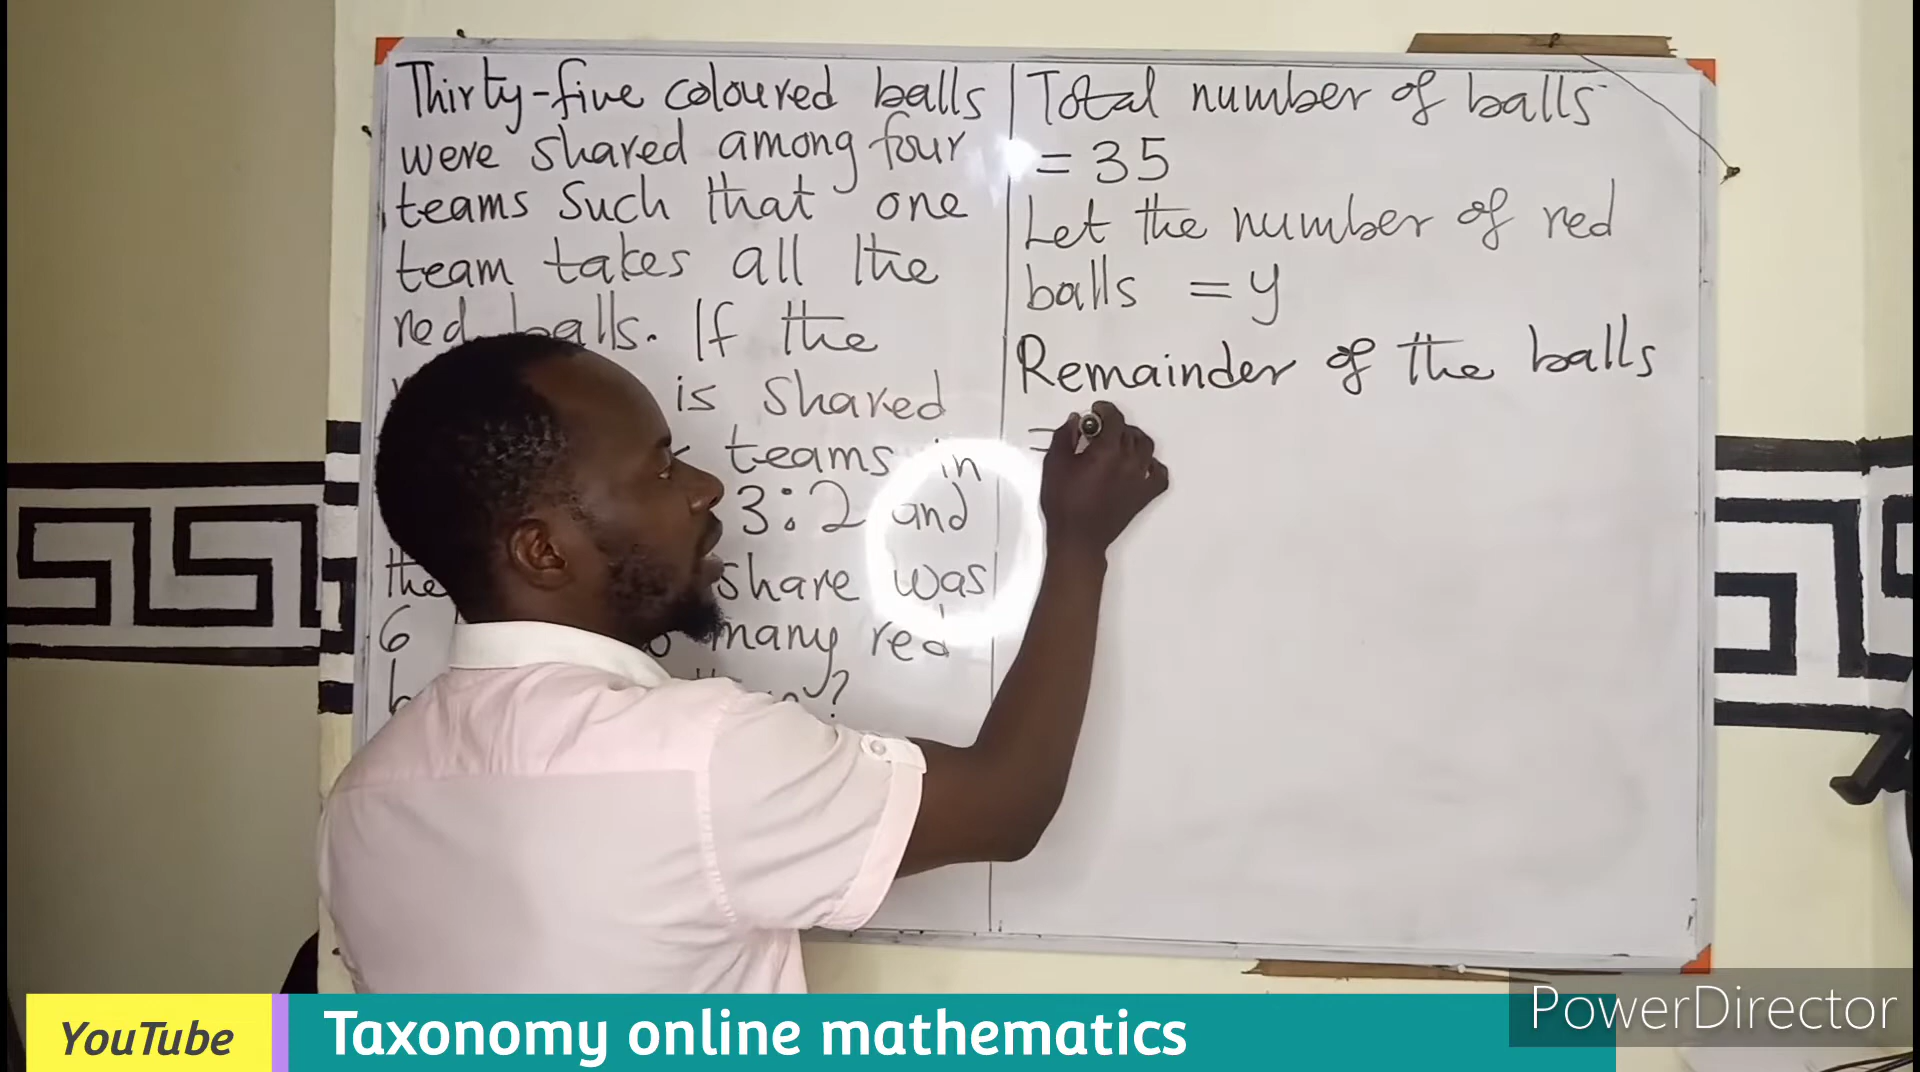 Thirty-five coloured balls
were shared among four
teams such that one
team takes all the
red balls. If the
is shared
teams in
3:2 and
the share was
6 many red
?
Total number of balls
= 35
Let the number of red
balls = y
Remainder of the balls
=
YouTube
Taxonomy online mathematics
PowerDirector